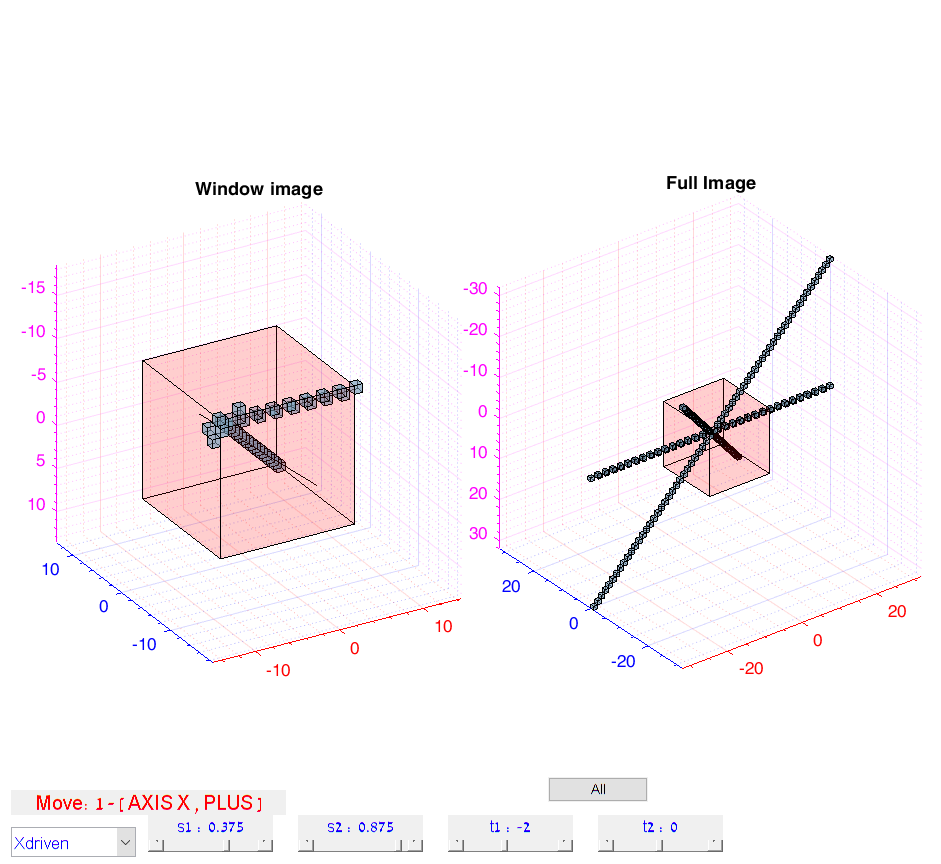 Window image
Full Image
-15
-10
-5
0
5
10
10
0
-10
-10
0
10
-30
-20
-10
0
10
20
30
20
0
-20
-20
0
20
All
Move: 1 - [ AXIS X , PLUS ]
Xdriven
s1 : 0.375
s2 : 0.875
t1 : -2
t2 : 0